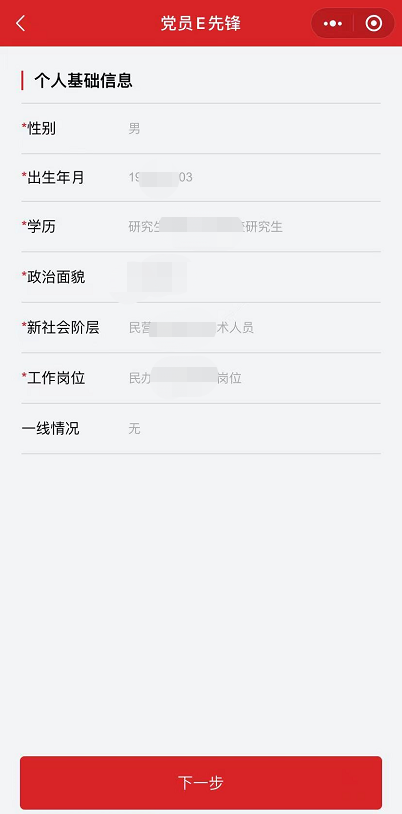 党员E先锋
个人基础信息
*性别 男
*出生年月 19 03
*学历 研究生 研究生
*政治面貌
*新社会阶层 民营 术人员
*工作岗位 民办 岗位
一线情况 无
下一步